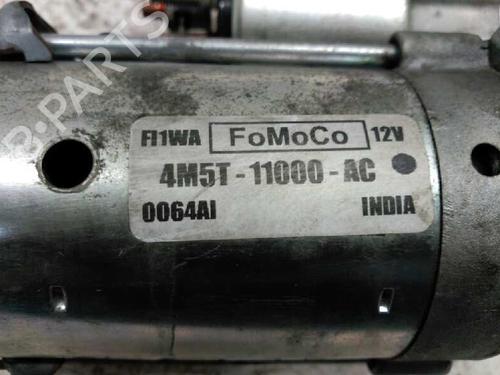 B-PARTS
FI1WA FoMoCo 12V
4M5T-11000-AC
0064AI INDIA